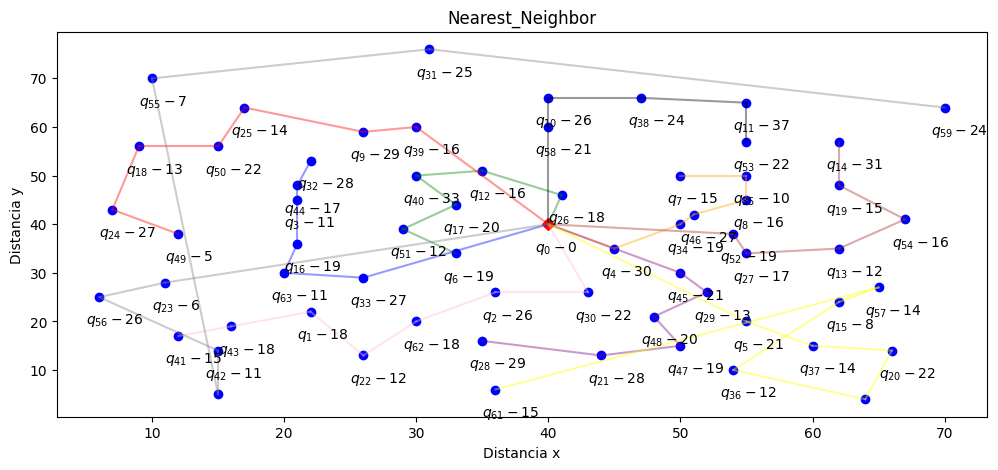 Nearest_Neighbor
Distancia y
70
60
50
40
30
20
10
q31 − 25
q55 − 7
q59 − 24
q25 − 14
q10 − 26
q38 − 24
q11 − 37
q9 − 29
q39 − 16
q58 − 21
q18 − 13
q50 − 22
q53 − 22
q14 − 31
q32 − 28
q12 − 16
q40 − 33
q7 − 15
q35 − 10
q44 − 17
q3 − 11
q26 − 18
q19 − 15
q24 − 27
q17 − 20
q8 − 16
q49 − 5
q51 − 12
q0 − 0
q46 − 27
q34 − 19
q52 − 19
q54 − 16
q16 − 19
q6 − 19
q4 − 30
q27 − 17
q13 − 12
q63 − 11
q33 − 27
q45 − 21
q23 − 6
q56 − 26
q2 − 26
q30 − 22
q29 − 13
q57 − 14
q1 − 18
q15 − 8
q43 − 18
q41 − 15
q62 − 18
q48 − 20
q5 − 21
q42 − 11
q22 − 12
q28 − 29
q21 − 28
q47 − 19
q37 − 14
q20 − 22
q61 − 15
q36 − 12
10 20 30 40 50 60 70
Distancia x